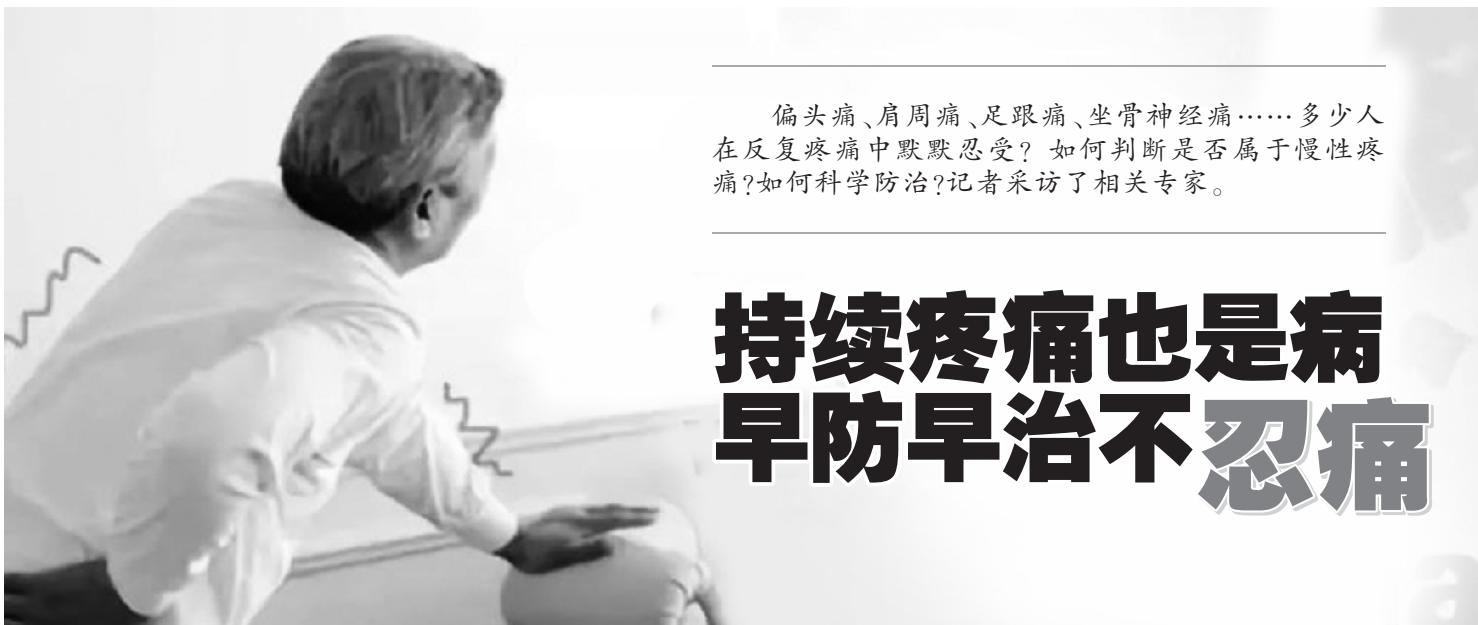 偏头痛、肩周痛、足跟痛、坐骨神经痛……多少人
在反复疼痛中默默忍受？如何判断是否属于慢性疼
痛?如何科学防治?记者采访了相关专家。
持续疼痛也是病
早防早治不忍痛